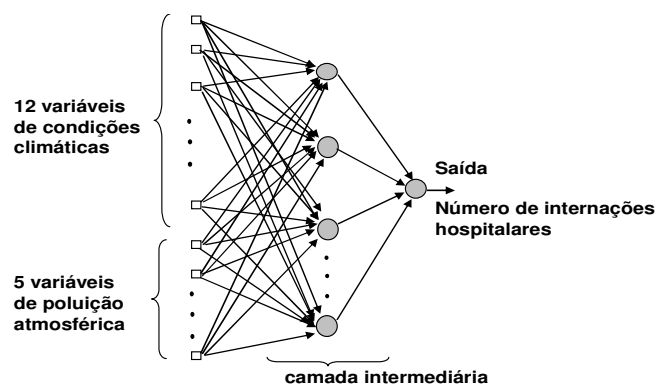 12 variáveis
de condições
climáticas
5 variáveis
de poluição
atmosférica
Saída
Número de internações
hospitalares
camada intermediária